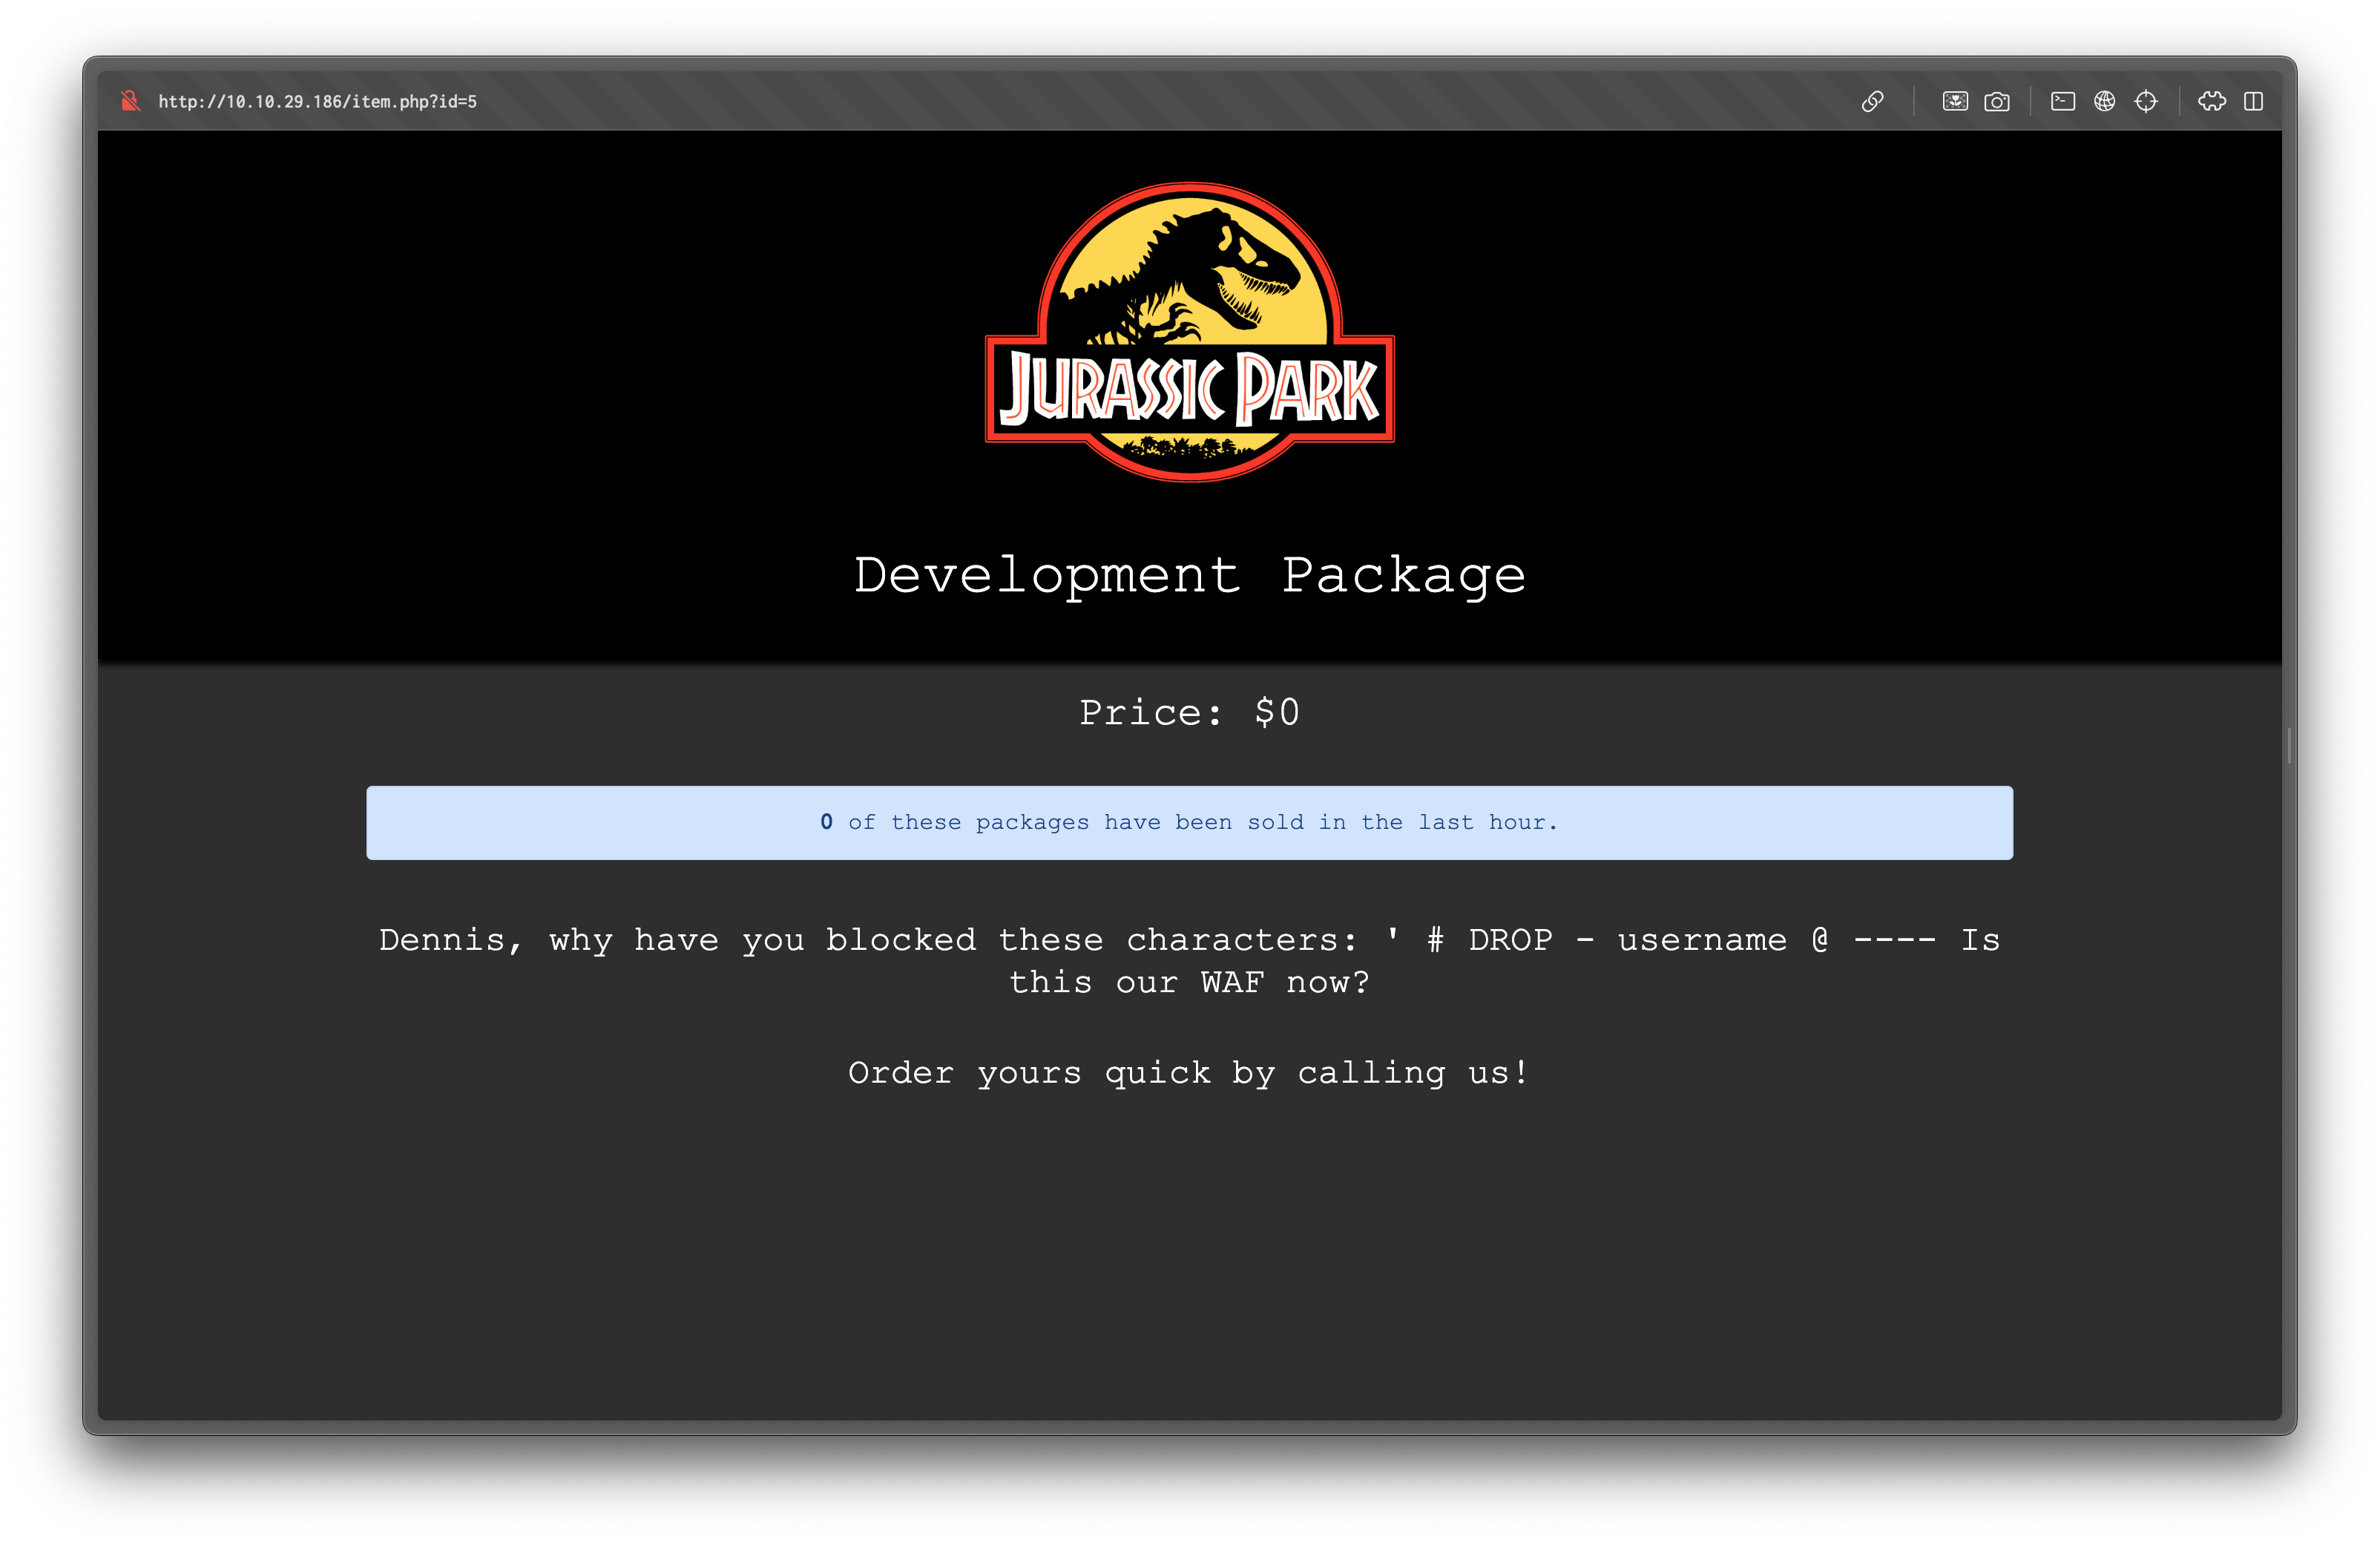 http://10.10.29.186/item.php?id=5
JURASSIC PARK
Development Package
Price: $0
0 of these packages have been sold in the last hour.
Dennis, why have you blocked these characters: ' # DROP - username @ ---- Is
this our WAF now?
Order yours quick by calling us!